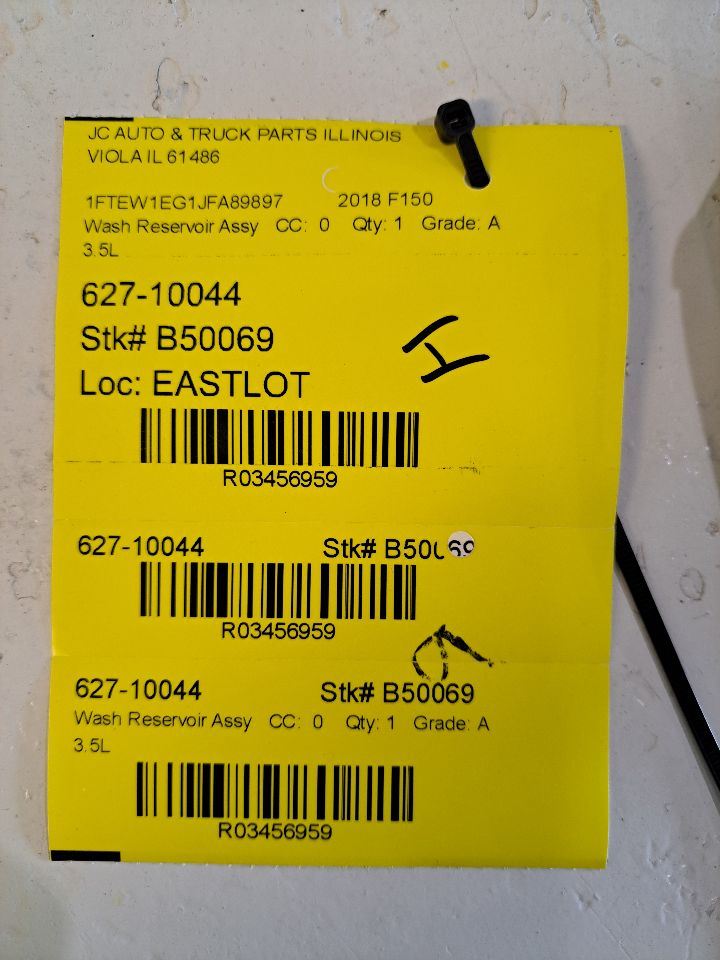 JC AUTO & TRUCK PARTS ILLINOIS
VIOLA IL 61486
1FTEW1EG1JFA89897 2018 F150
Wash Reservoir Assy CC: 0 Qty: 1 Grade: A
3.5L
627-10044
Stk# B50069
Loc: EASTLOT
R03456959
627-10044 Stk# B50069
R03456959
627-10044 Stk# B50069
Wash Reservoir Assy CC: 0 Qty: 1 Grade: A
3.5L
R03456959